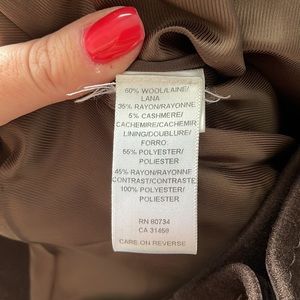 60% WOOL/LAINE/
LANA
35% RAYON/RAYONNE
5% CASHMERE/
CACHEMIRE/CACHEMIR
LINING/DOUBLURE/
FORRO
55% POLYESTER/
POLIESTER
45% RAYON/RAYONNE
CONTRAST/CONTRASTE/
100% POLYESTER/
POLIESTER
RN 80734
CA 31459
CARE ON REVERSE